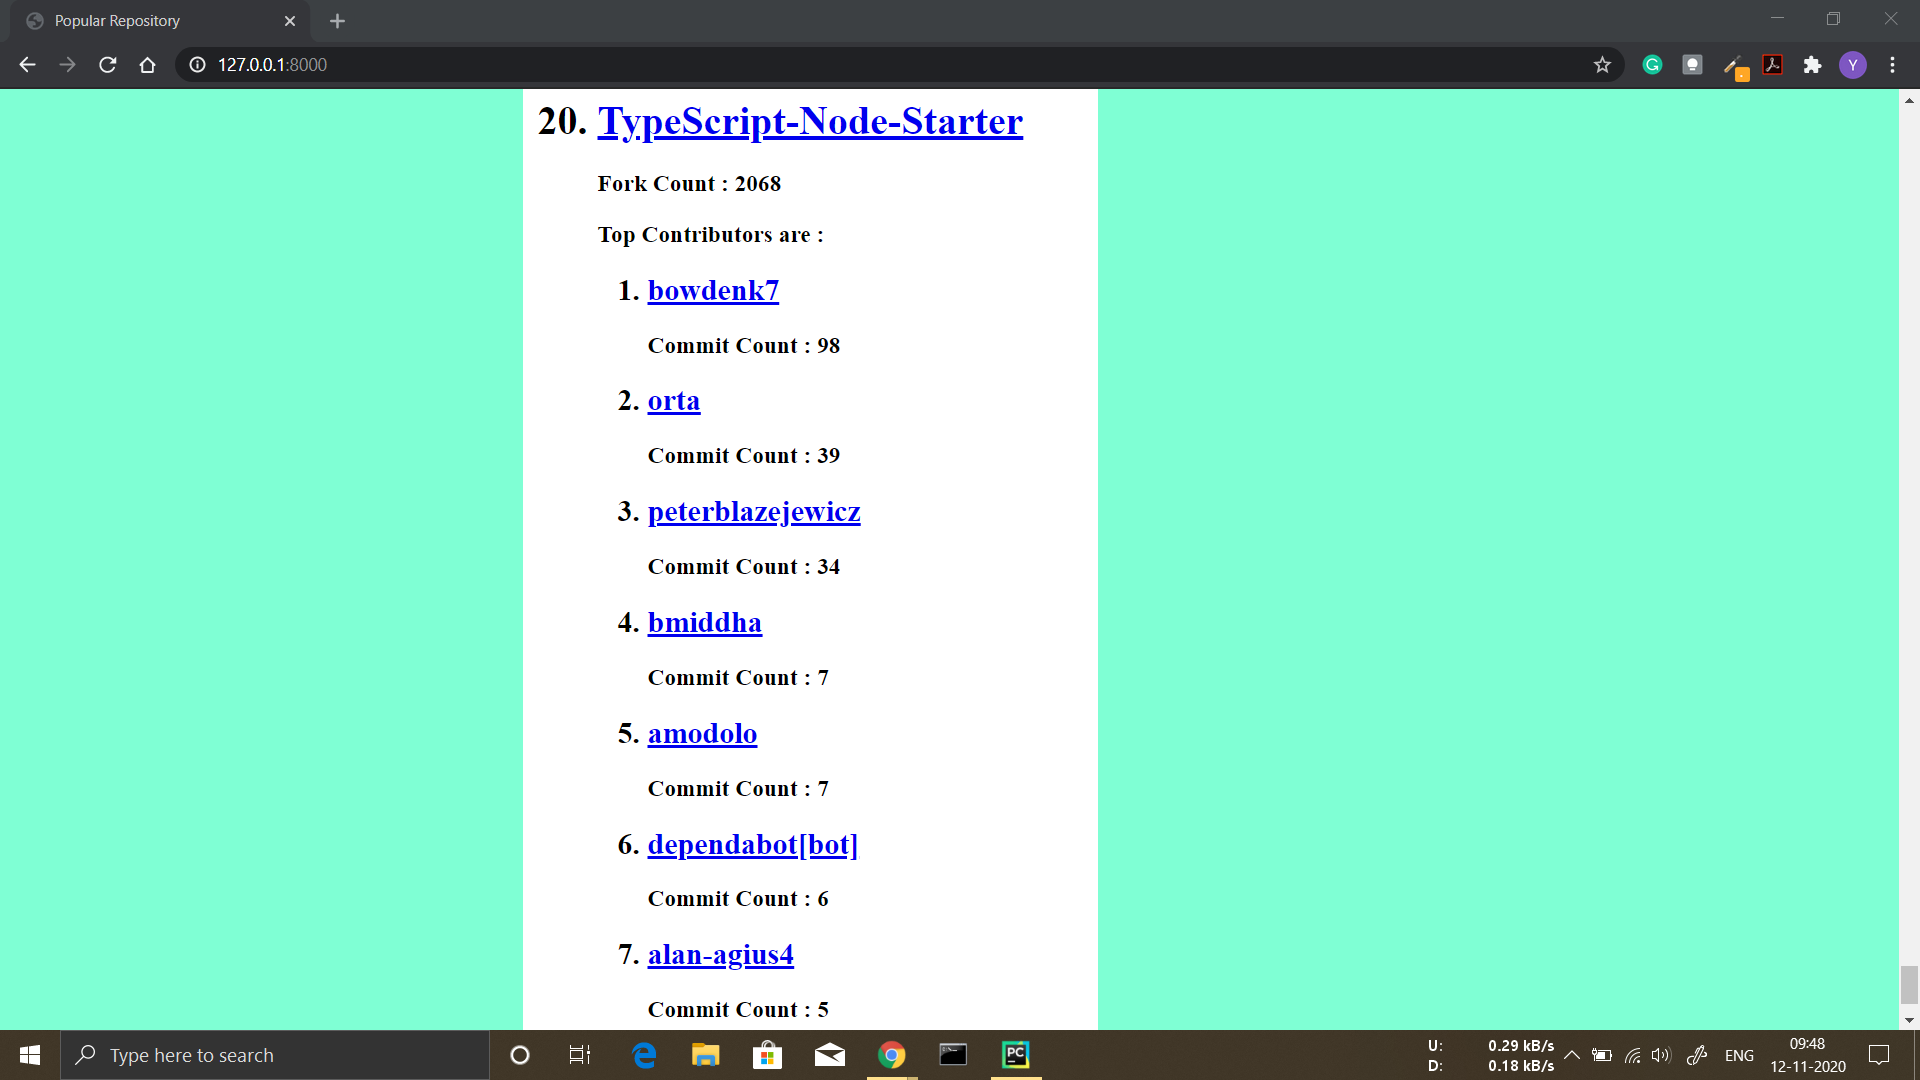 Popular Repository
127.0.0.1:8000
Y
20. TypeScript-Node-Starter
Fork Count : 2068
Top Contributors are :
1. bowdenk7
Commit Count : 98
2. orta
Commit Count : 39
3. peterblazejewicz
Commit Count : 34
4. bmiddha
Commit Count : 7
5. amodolo
Commit Count : 7
6. dependabot[bot]
Commit Count : 6
7. alan-agius4
Commit Count : 5
Type here to search
PC
U: 0.29 kB/s
D: 0.18 kB/s
ENG
09:48
12-11-2020